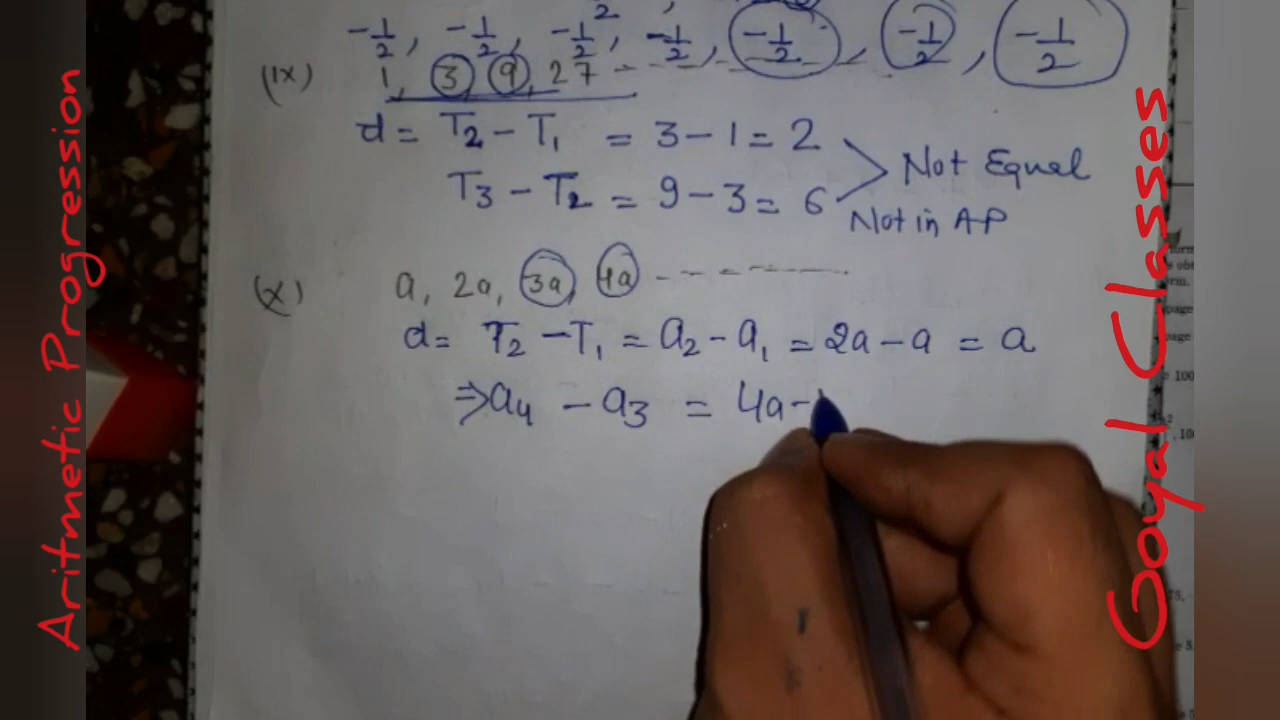 Aritmetic Progression
-1/2, -1/2, -1/2, -1/2, -1/2, -1/2, -1/2
(ix) 1, 3, 9, 27 - - - - -
d = T2 - T1 = 3 - 1 = 2
Not Equal
T3 - T2 = 9 - 3 = 6
Not in AP
(x) a, 2a, 3a, 4a - - - - - -
d = T2 - T1 = a2 - a1 = 2a - a = a
⇒ a4 - a3 = 4a -
Goyal Classes